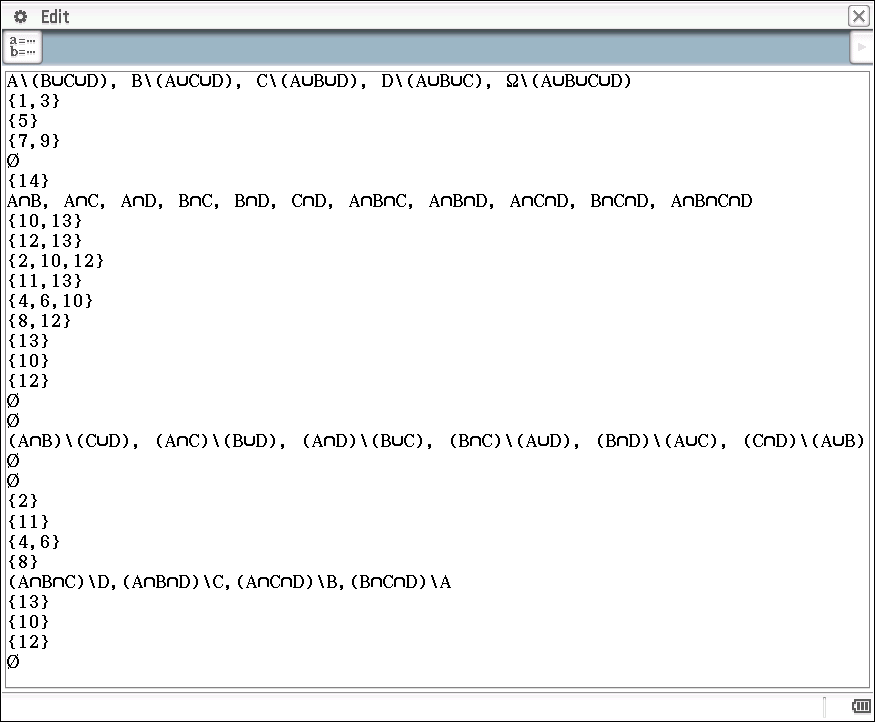 Edit
a=…
b=…
A\(B∪C∪D), B\(A∪C∪D), C\(A∪B∪D), D\(A∪B∪C), Ω\(A∪B∪C∪D)
{1,3}
{5}
{7,9}
Ø
{14}
A∩B, A∩C, A∩D, B∩C, B∩D, C∩D, A∩B∩C, A∩B∩D, A∩C∩D, B∩C∩D, A∩B∩C∩D
{10,13}
{12,13}
{2,10,12}
{11,13}
{4,6,10}
{8,12}
{13}
{10}
{12}
Ø
Ø
(A∩B)\(C∪D), (A∩C)\(B∪D), (A∩D)\(B∪C), (B∩C)\(A∪D), (B∩D)\(A∪C), (C∩D)\(A∪B)
Ø
Ø
{2}
{11}
{4,6}
{8}
(A∩B∩C)\D,(A∩B∩D)\C,(A∩C∩D)\B,(B∩C∩D)\A
{13}
{10}
{12}
Ø